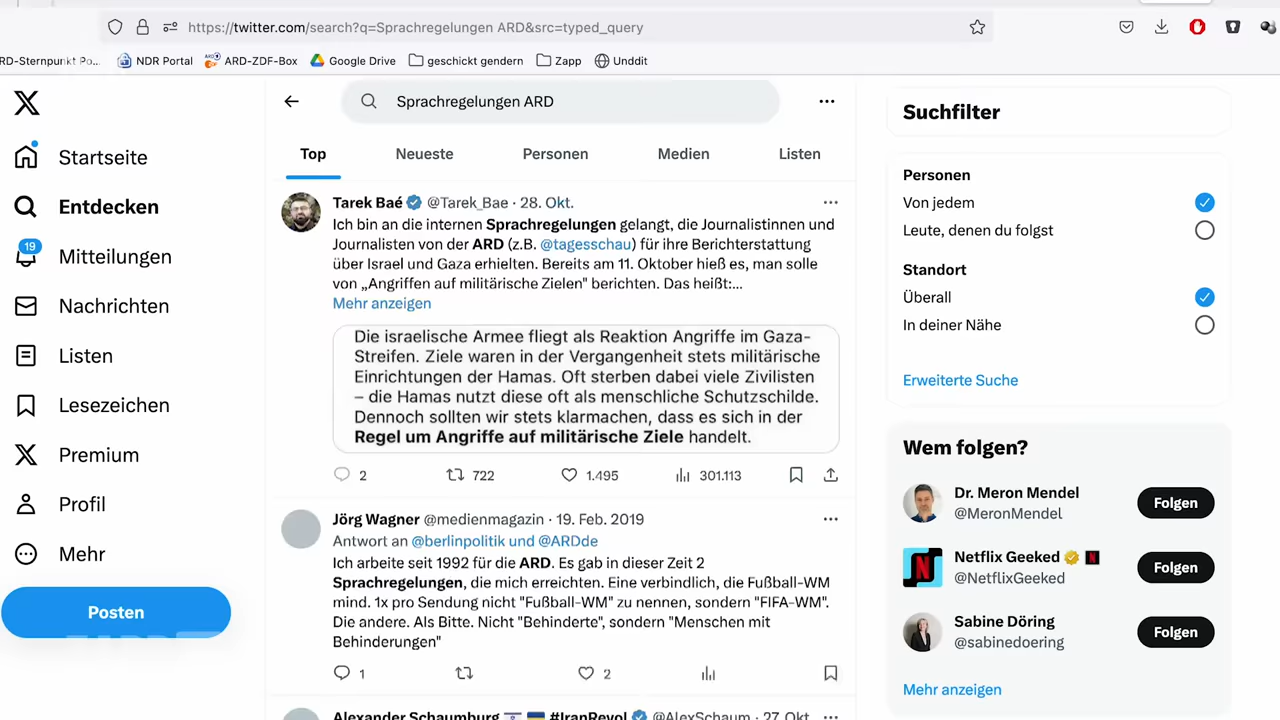 https://twitter.com/search?q=Sprachregelungen ARD&src=typed_query
RD-Sternpunkt Po...
NDR Portal
ARD-ZDF-Box
Google Drive
geschickt gendern
Zapp
Unddit
X
Startseite
Entdecken
19
Mitteilungen
Nachrichten
Listen
Lesezeichen
Premium
Profil
Mehr
Posten
Sprachregelungen ARD
Top Neueste Personen Medien Listen
Tarek Baé @Tarek_Bae · 28. Okt.
Ich bin an die internen Sprachregelungen gelangt, die Journalistinnen und
Journalisten von der ARD (z.B. @tagesschau) für ihre Berichterstattung
über Israel und Gaza erhielten. Bereits am 11. Oktober hieß es, man solle
von „Angriffen auf militärische Zielen" berichten. Das heißt:...
Mehr anzeigen
Die israelische Armee fliegt als Reaktion Angriffe im Gaza-
Streifen. Ziele waren in der Vergangenheit stets militärische
Einrichtungen der Hamas. Oft sterben dabei viele Zivilisten
– die Hamas nutzt diese oft als menschliche Schutzschilde.
Dennoch sollten wir stets klarmachen, dass es sich in der
Regel um Angriffe auf militärische Ziele handelt.
2 722 1.495 301.113
Jörg Wagner @medienmagazin · 19. Feb. 2019
Antwort an @berlinpolitik und @ARDde
Ich arbeite seit 1992 für die ARD. Es gab in dieser Zeit 2
Sprachregelungen, die mich erreichten. Eine verbindlich, die Fußball-WM
mind. 1x pro Sendung nicht "Fußball-WM" zu nennen, sondern "FIFA-WM".
Die andere. Als Bitte. Nicht "Behinderte", sondern "Menschen mit
Behinderungen"
1 2
Alexander Schaumburg #IranRevol @AlexSchaum · 27. Okt.
Suchfilter
Personen
Von jedem
Leute, denen du folgst
Standort
Überall
In deiner Nähe
Erweiterte Suche
Wem folgen?
Dr. Meron Mendel
@MeronMendel
Folgen
Netflix Geeked
@NetflixGeeked
Folgen
Sabine Döring
@sabinedoering
Folgen
Mehr anzeigen